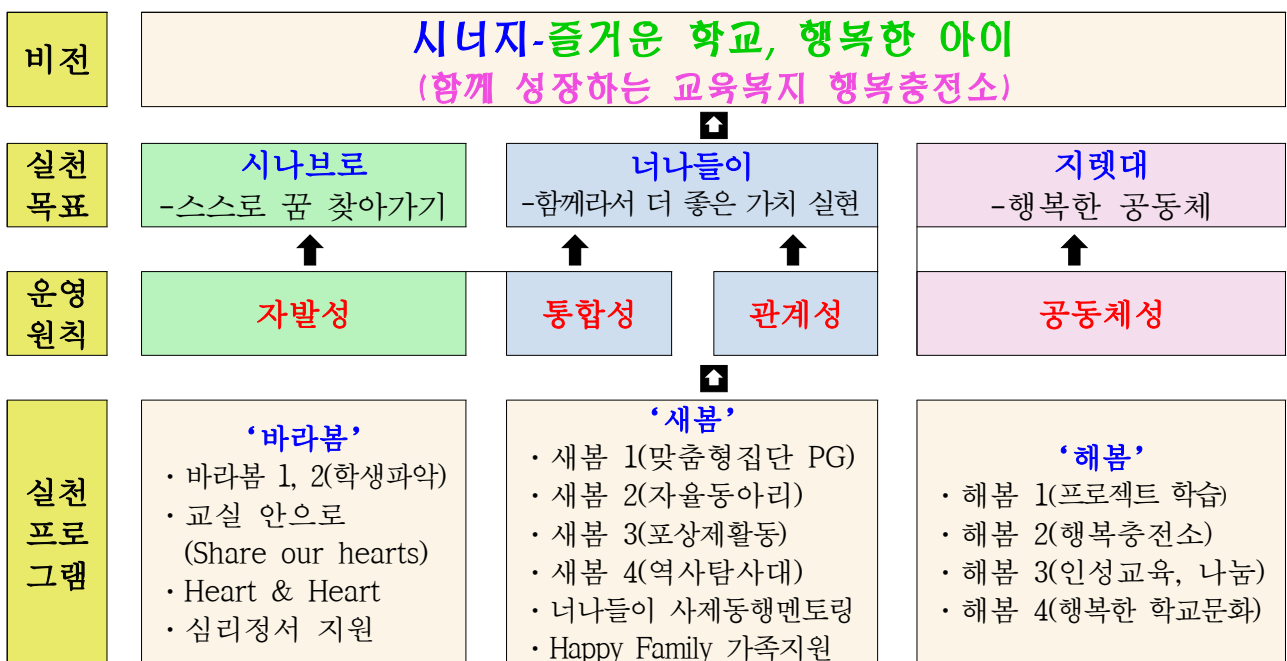 비전
시너지-즐거운 학교, 행복한 아이
(함께 성장하는 교육복지 행복충전소)
실천
목표
시나브로
-스스로 꿈 찾아가기
너나들이
-함께라서 더 좋은 가치 실현
지렛대
-행복한 공동체
운영
원칙
자발성
통합성
관계성
공동체성
실천
프로
그램
‘바라봄’
· 바라봄 1, 2(학생파악)
· 교실 안으로
(Share our hearts)
· Heart & Heart
· 심리정서 지원
‘새봄’
· 새봄 1(맞춤형집단 PG)
· 새봄 2(자율동아리)
· 새봄 3(포상제활동)
· 새봄 4(역사탐사대)
· 너나들이 사제동행멘토링
· Happy Family 가족지원
‘해봄’
· 해봄 1(프로젝트 학습)
· 해봄 2(행복충전소)
· 해봄 3(인성교육, 나눔)
· 해봄 4(행복한 학교문화)